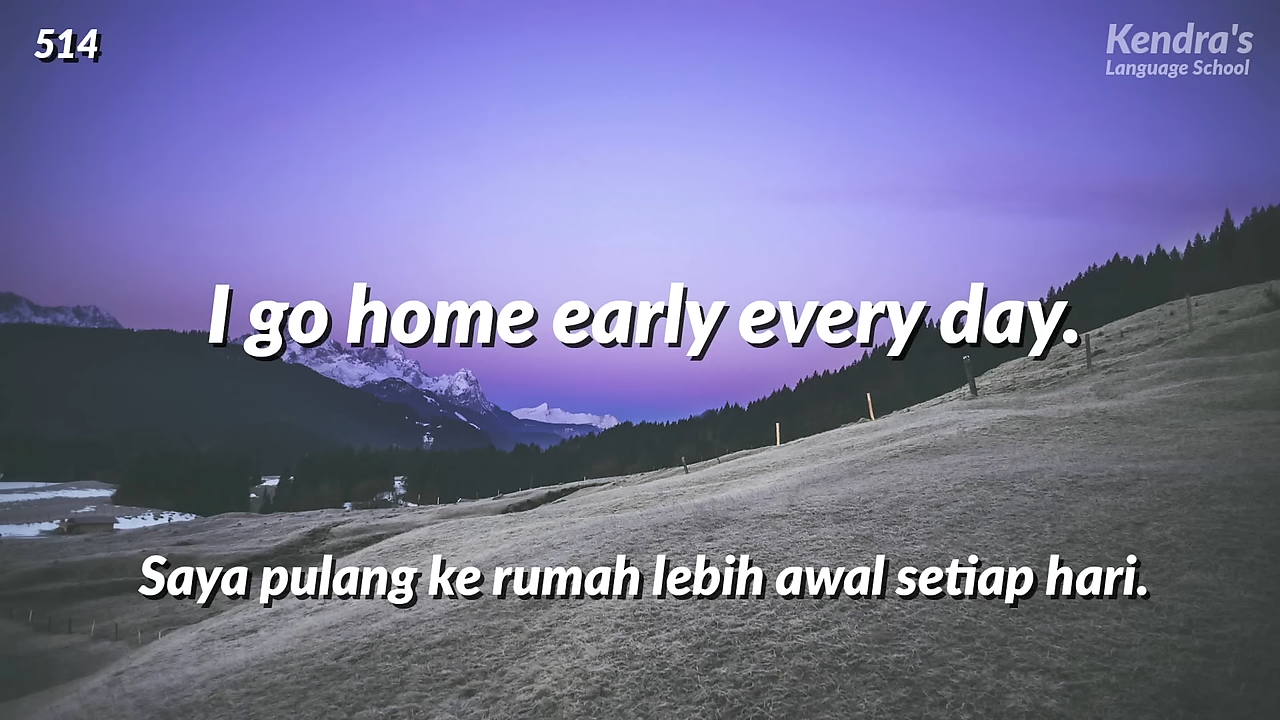 514
Kendra's
Language School
I go home early every day.
Saya pulang ke rumah lebih awal setiap hari.